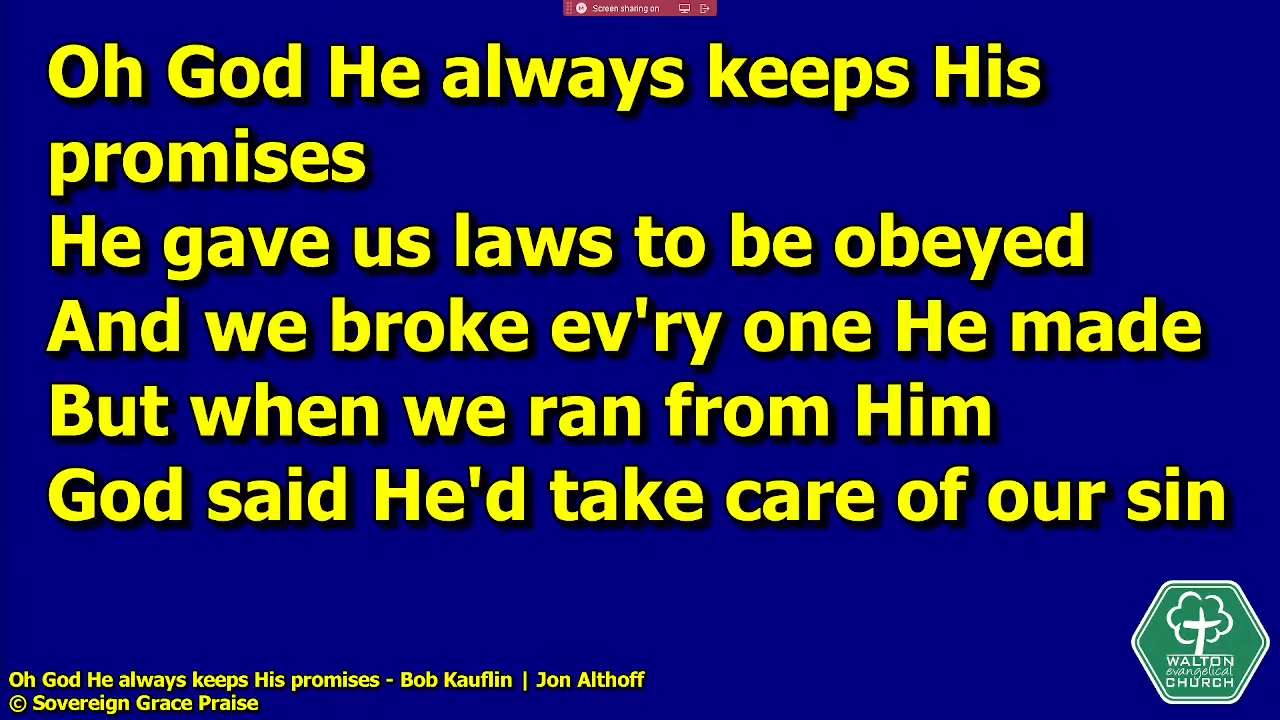 Screen sharing on
Oh God He always keeps His
promises
He gave us laws to be obeyed
And we broke ev'ry one He made
But when we ran from Him
God said He'd take care of our sin
WALTON
evangelical
CHURCH
Oh God He always keeps His promises - Bob Kauflin | Jon Althoff
© Sovereign Grace Praise